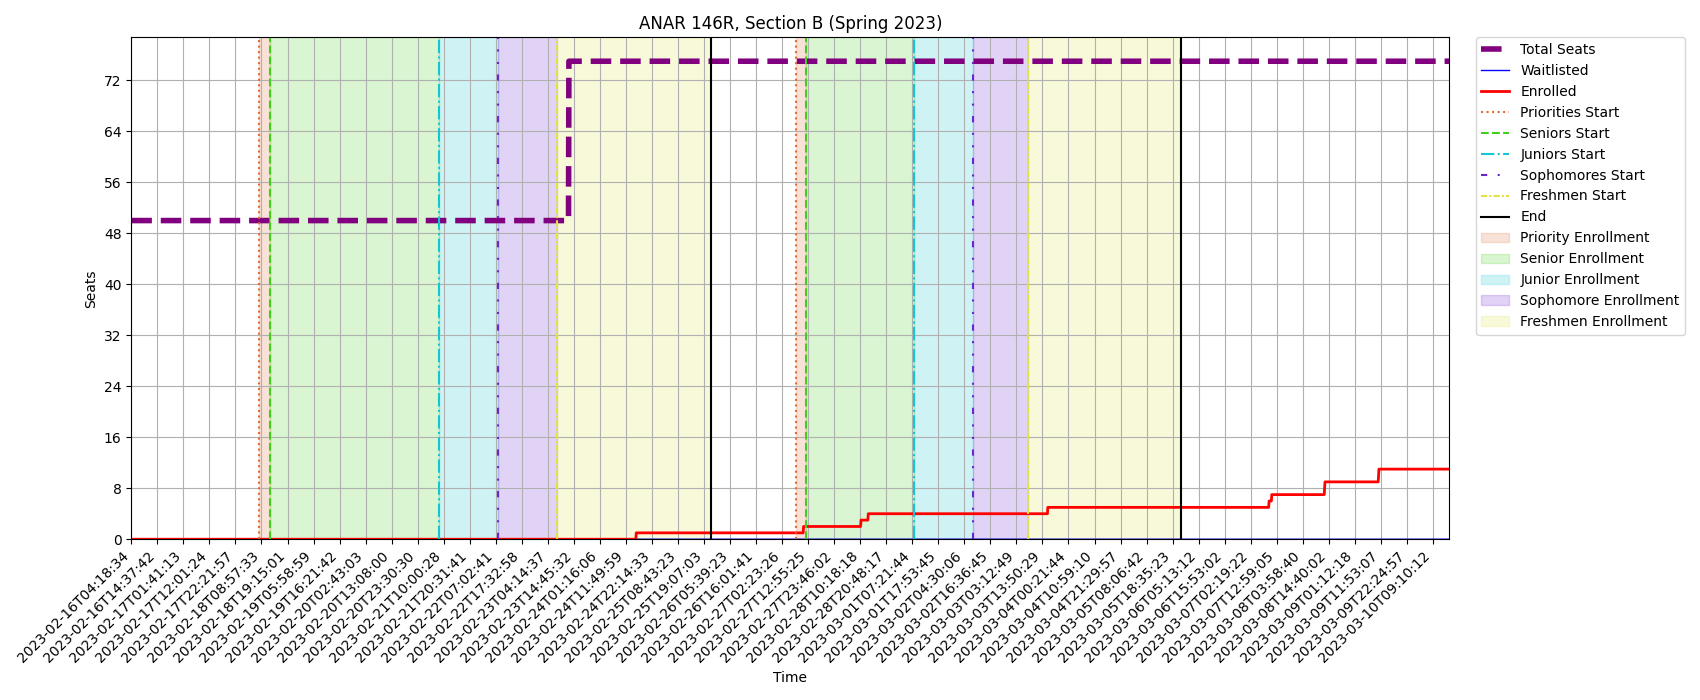 ANAR 146R, Section B (Spring 2023)
Total Seats
Waitlisted
Enrolled
Priorities Start
Seniors Start
Juniors Start
Sophomores Start
Freshmen Start
End
Priority Enrollment
Senior Enrollment
Junior Enrollment
Sophomore Enrollment
Freshmen Enrollment
Seats
72
64
56
48
40
32
24
16
8
0
2023-02-16T04:18:34
2023-02-16T14:37:42
2023-02-17T01:41:13
2023-02-17T12:01:24
2023-02-17T22:21:57
2023-02-18T08:57:33
2023-02-18T19:15:01
2023-02-19T05:58:59
2023-02-19T16:21:42
2023-02-20T02:43:03
2023-02-20T13:08:00
2023-02-20T23:30:30
2023-02-21T10:00:28
2023-02-21T20:31:41
2023-02-22T07:02:41
2023-02-22T17:32:58
2023-02-23T04:14:37
2023-02-23T14:45:32
2023-02-24T01:16:06
2023-02-24T11:49:59
2023-02-24T22:14:33
2023-02-25T08:43:23
2023-02-25T19:07:03
2023-02-26T05:39:23
2023-02-26T16:01:41
2023-02-27T02:23:26
2023-02-27T12:55:25
2023-02-27T23:46:02
2023-02-28T10:18:18
2023-02-28T20:48:17
2023-03-01T07:21:44
2023-03-01T17:53:45
2023-03-02T04:30:06
2023-03-02T16:36:45
2023-03-03T03:12:49
2023-03-03T13:50:29
2023-03-04T00:21:44
2023-03-04T10:59:10
2023-03-04T21:29:57
2023-03-05T08:06:42
2023-03-05T18:35:23
2023-03-06T05:13:12
2023-03-06T15:53:02
2023-03-07T02:19:22
2023-03-07T12:59:05
2023-03-08T03:58:40
2023-03-08T14:40:02
2023-03-09T01:12:18
2023-03-09T11:53:07
2023-03-09T22:24:57
2023-03-10T09:10:12
Time